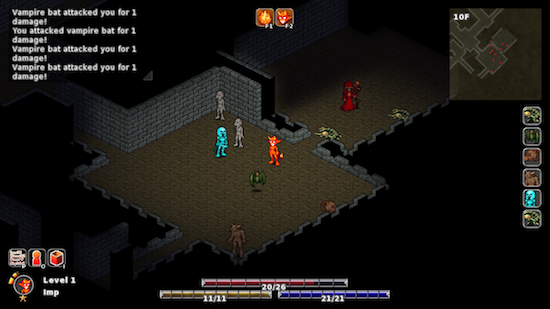 Vampire bat attacked you for 1
damage!
You attacked vampire bat for 1
damage!
Vampire bat attacked you for 1
damage!
Vampire bat attacked you for 1
damage!
F1
F2
10F
Level 1
Imp
20/26
11/11
21/21